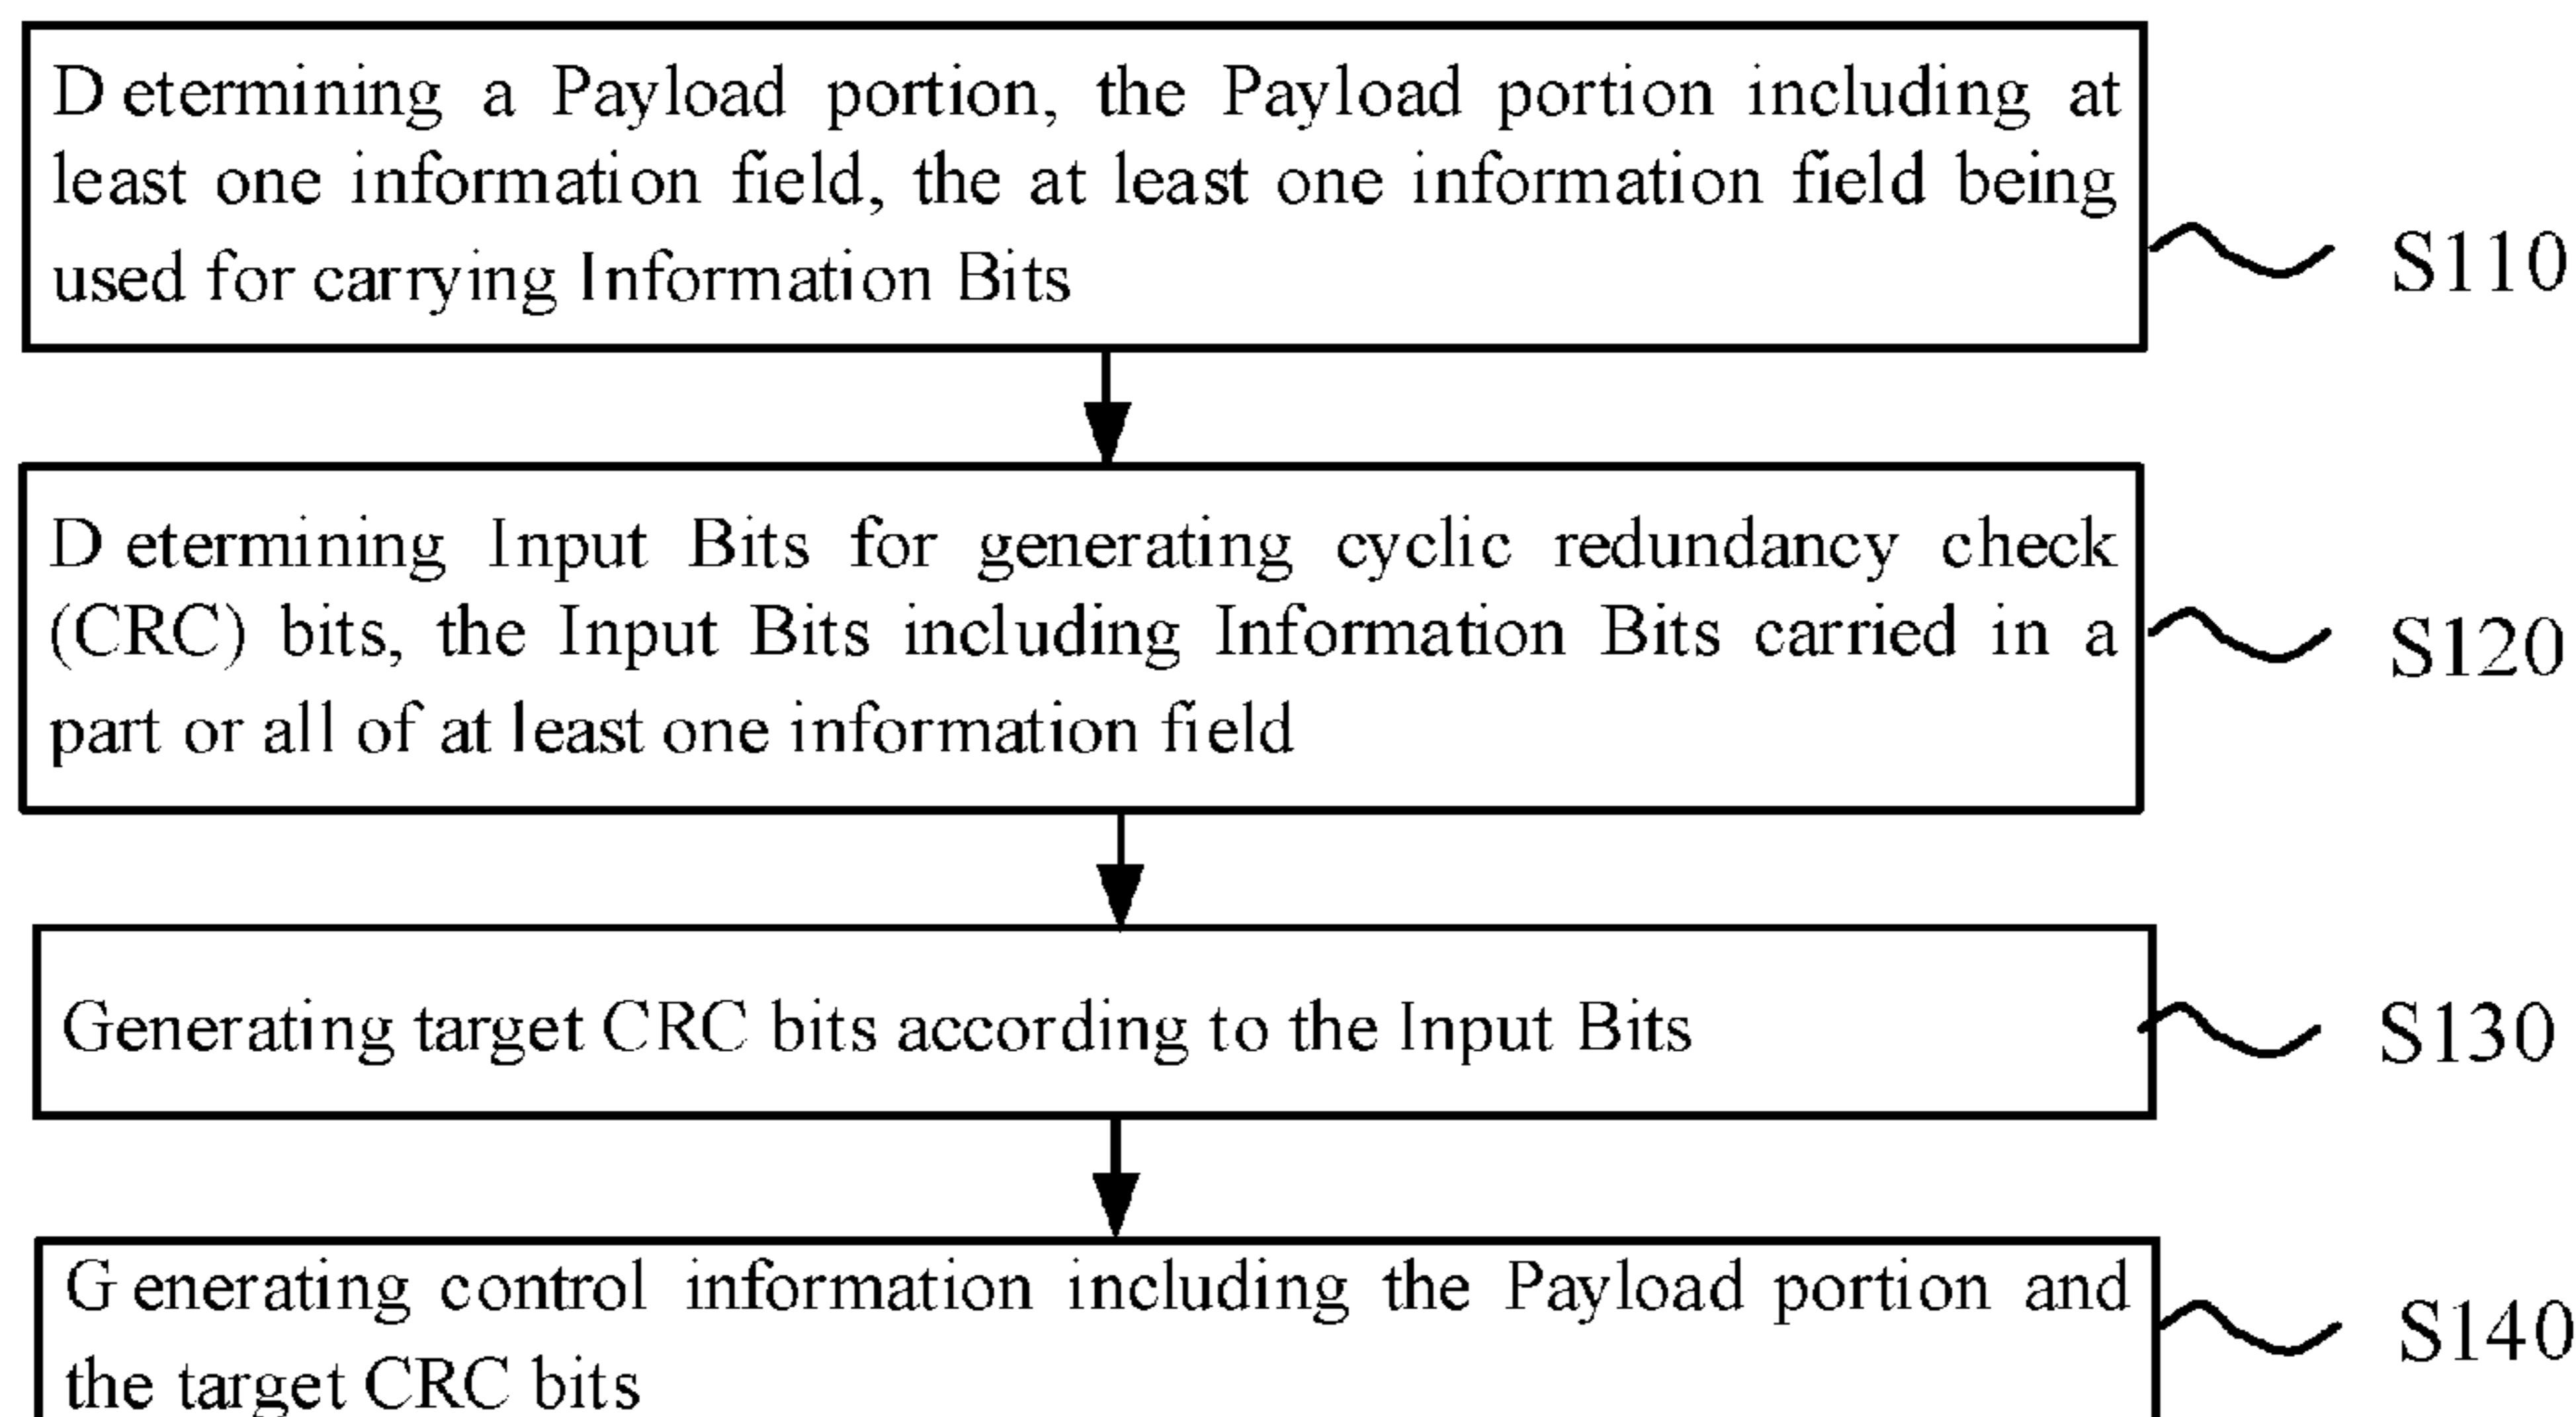 Determining a Payload portion, the Payload portion including at
least one information field, the at least one information field being
used for carrying Information Bits
S110
Determining Input Bits for generating cyclic redundancy check
(CRC) bits, the Input Bits including Information Bits carried in a
part or all of at least one information field
S120
Generating target CRC bits according to the Input Bits
S130
Generating control information including the Payload portion and
the target CRC bits
S140